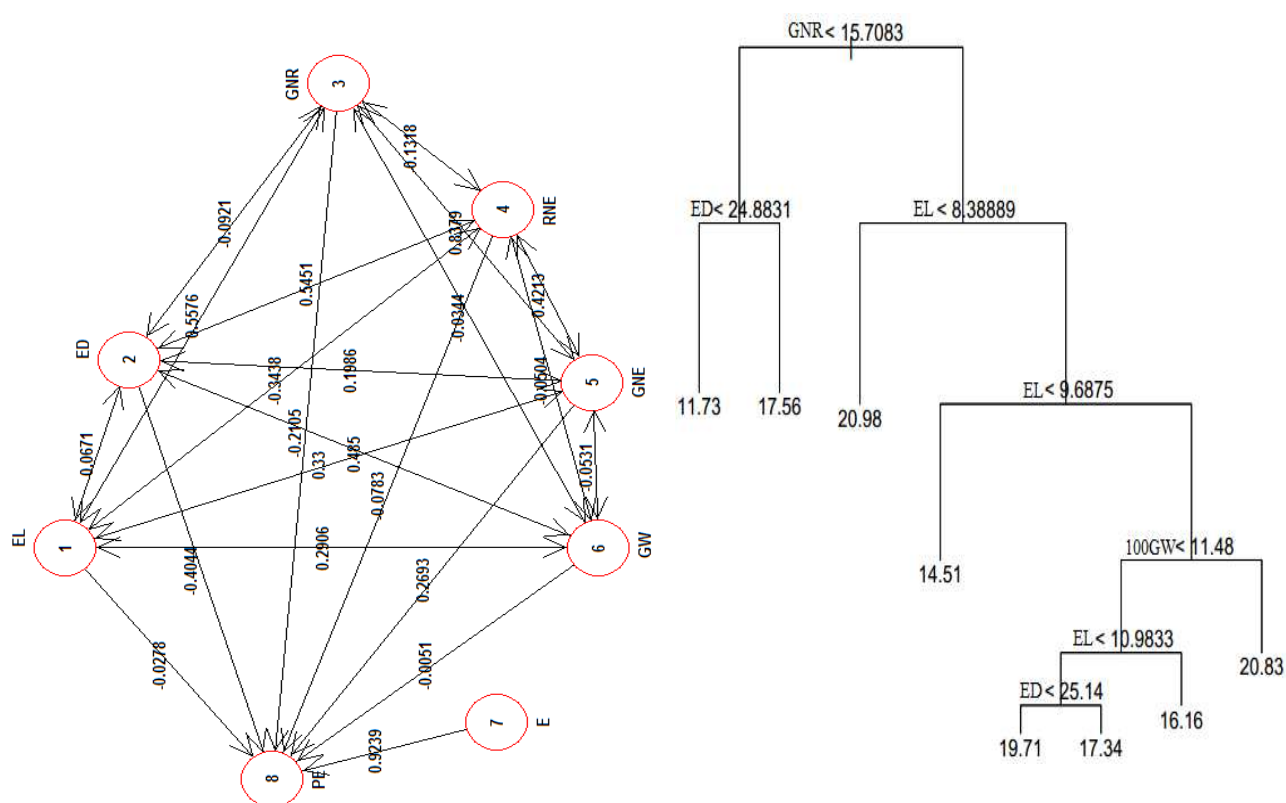 GNR
3
0.1318
4
RNE
-0.0921
0.8379
0.5451
0.5576
-0.0344
0.4213
ED
2
-0.3438
0.1986
-0.0504
5
GNE
-0.2105
0.485
0.33
-0.0531
0.0671
-0.0783
EL
1
0.2906
6
GW
-0.4044
0.2693
-0.0278
-0.0051
7
E
0.9239
8
PE
GNR< 15.7083
ED< 24.8831
EL< 8.38889
11.73
17.56
20.98
EL< 9.6875
14.51
100GW< 11.48
EL< 10.9833
20.83
ED< 25.14
16.16
19.71
17.34